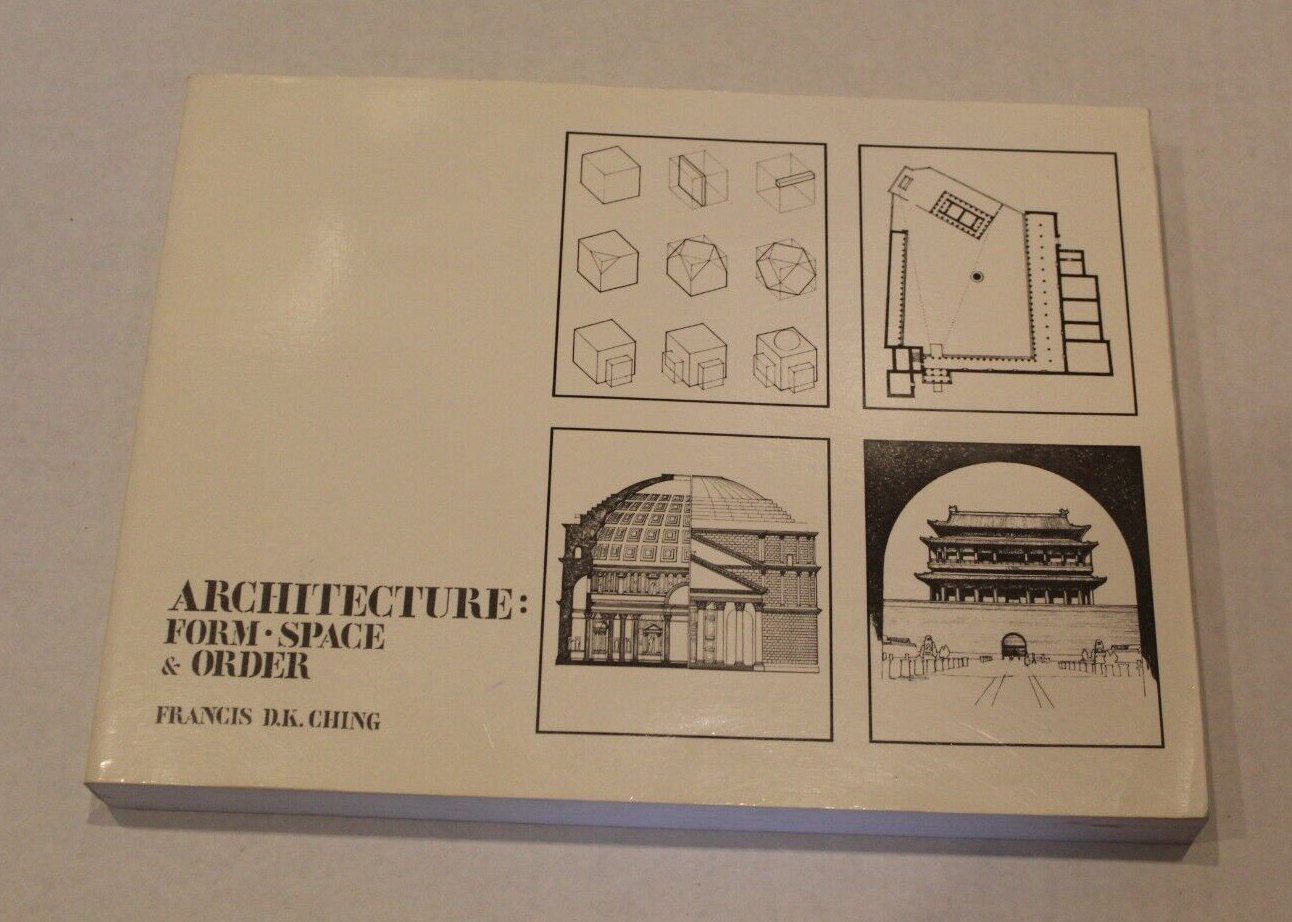 ARCHITECTURE:
FORM · SPACE
& ORDER
FRANCIS D.K. CHING